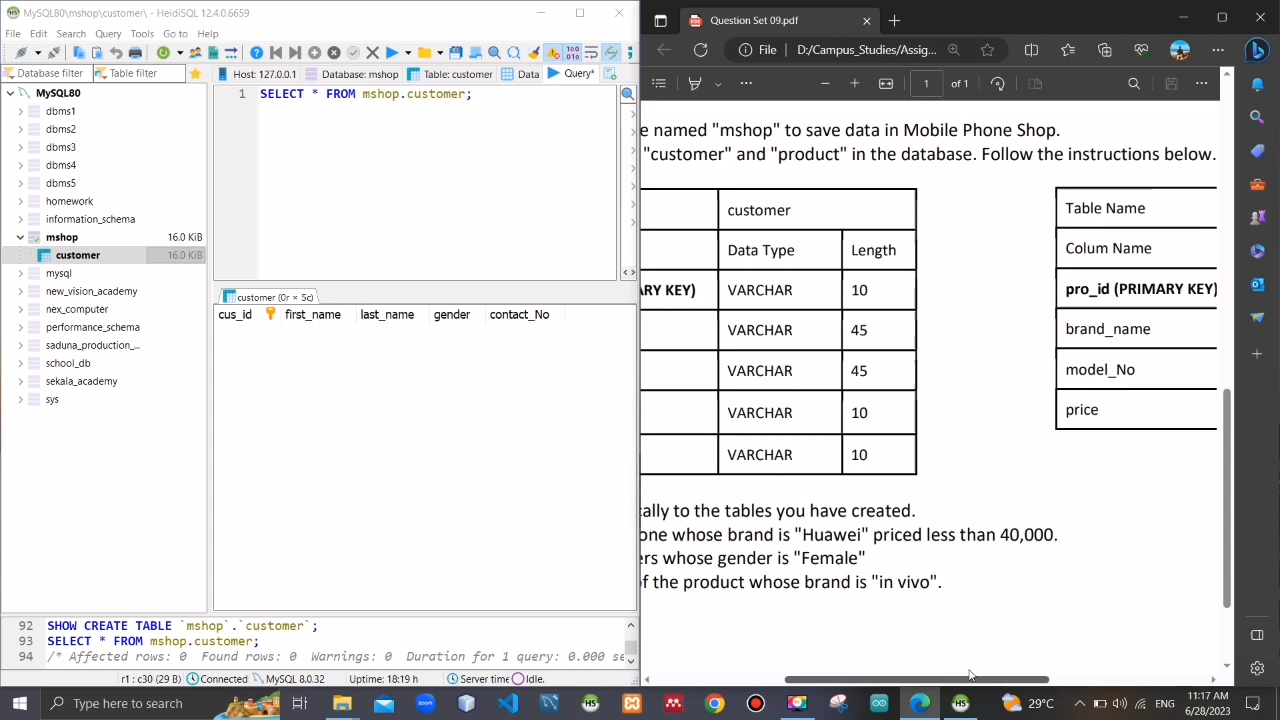 MySQL80\mshop\customer\ - HeidiSQL 12.4.0.6659
File Edit Search Query Tools Go to Help
Database filter Table filter
Host: 127.0.0.1 Database: mshop Table: customer Data Query*
MySQL80
dbms1
dbms2
dbms3
dbms4
dbms5
homework
information_schema
mshop 16.0 KiB
customer 16.0 KiB
mysql
new_vision_academy
nex_computer
performance_schema
saduna_production_...
school_db
sekala_academy
sys
1 SELECT * FROM mshop.customer;
customer (0r × 5c)
cus_id first_name last_name gender contact_No
92 SHOW CREATE TABLE `mshop`.`customer`;
93 SELECT * FROM mshop.customer;
94 /* Affected rows: 0 Found rows: 0 Warnings: 0 Duration for 1 query: 0.000 se
r1 : c30 (29 B) Connected MySQL 8.0.32 Uptime: 18:19 h Server time Idle.
Question Set 09.pdf
File D:/Campus_Studies/Assig...
1 of 1
e named "mshop" to save data in Mobile Phone Shop.
"customer" and "product" in the database. Follow the instructions below.
customer
Data Type Length
ARY KEY) VARCHAR 10
VARCHAR 45
VARCHAR 45
VARCHAR 10
VARCHAR 10
Table Name
Colum Name
pro_id (PRIMARY KEY)
brand_name
model_No
price
cally to the tables you have created.
one whose brand is "Huawei" priced less than 40,000.
ers whose gender is "Female"
of the product whose brand is "in vivo".
Type here to search
zoom
29°C
ENG
11:17 AM
6/28/2023